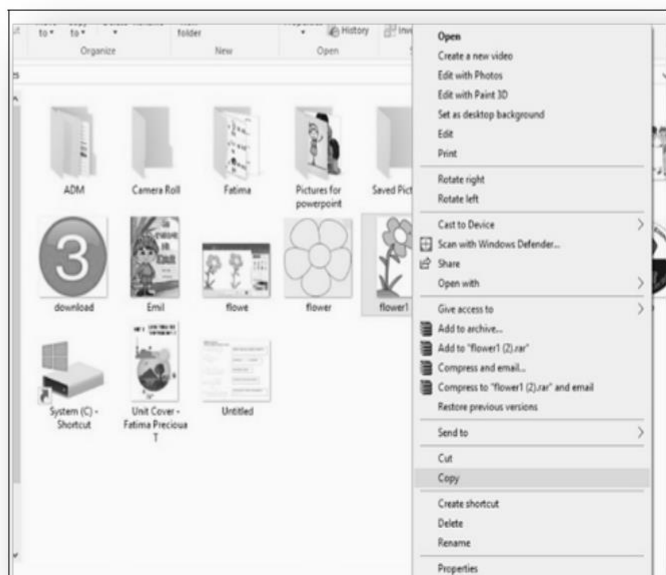 to▾ to▾ folder History
Organize New Open
ADM Camera Roll Fatima Pictures for powerpoint
3
download Emil flowe flower flower1
System (C) - Shortcut
Unit Cover - Fatima Precioua T
Untitled
Open
Create a new video
Edit with Photos
Edit with Paint 3D
Set as desktop background
Edit
Print
Rotate right
Rotate left
Cast to Device
Scan with Windows Defender...
Share
Open with
Give access to
Add to archive...
Add to "flower1 (2).rar"
Compress and email...
Compress to "flower1 (2).rar" and email
Restore previous versions
Send to
Cut
Copy
Create shortcut
Delete
Rename
Properties